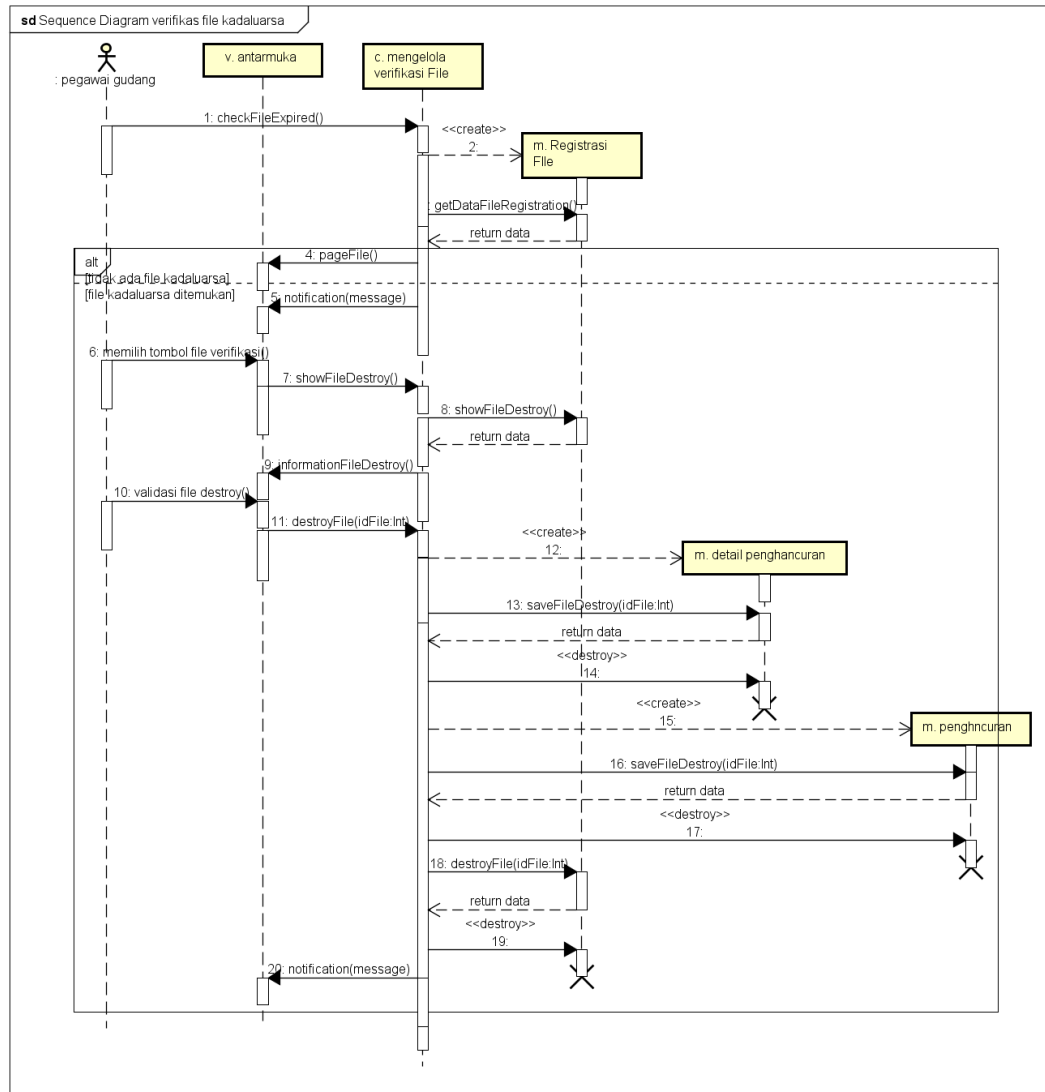 sd Sequence Diagram verifikas file kadaluarsa
: pegawai gudang
v. antarmuka
c. mengelola
verifikasi File
1: checkFileExpired()
<<create>>
2:
m. Registrasi
FIle
: getDataFileRegistration()
return data
alt
4: pageFile()
[tidak ada file kadaluarsa]
[file kadaluarsa ditemukan]
5: notification(message)
6: memilih tombol file verifikasi()
7: showFileDestroy()
8: showFileDestroy()
return data
9: informationFileDestroy()
10: validasi file destroy()
11: destroyFile(idFile:Int)
<<create>>
12:
m. detail penghancuran
13: saveFileDestroy(idFile:Int)
return data
<<destroy>>
14:
<<create>>
15:
m. penghncuran
16: saveFileDestroy(idFile:Int)
return data
<<destroy>>
17:
18: destroyFile(idFile:Int)
return data
<<destroy>>
19:
20: notification(message)